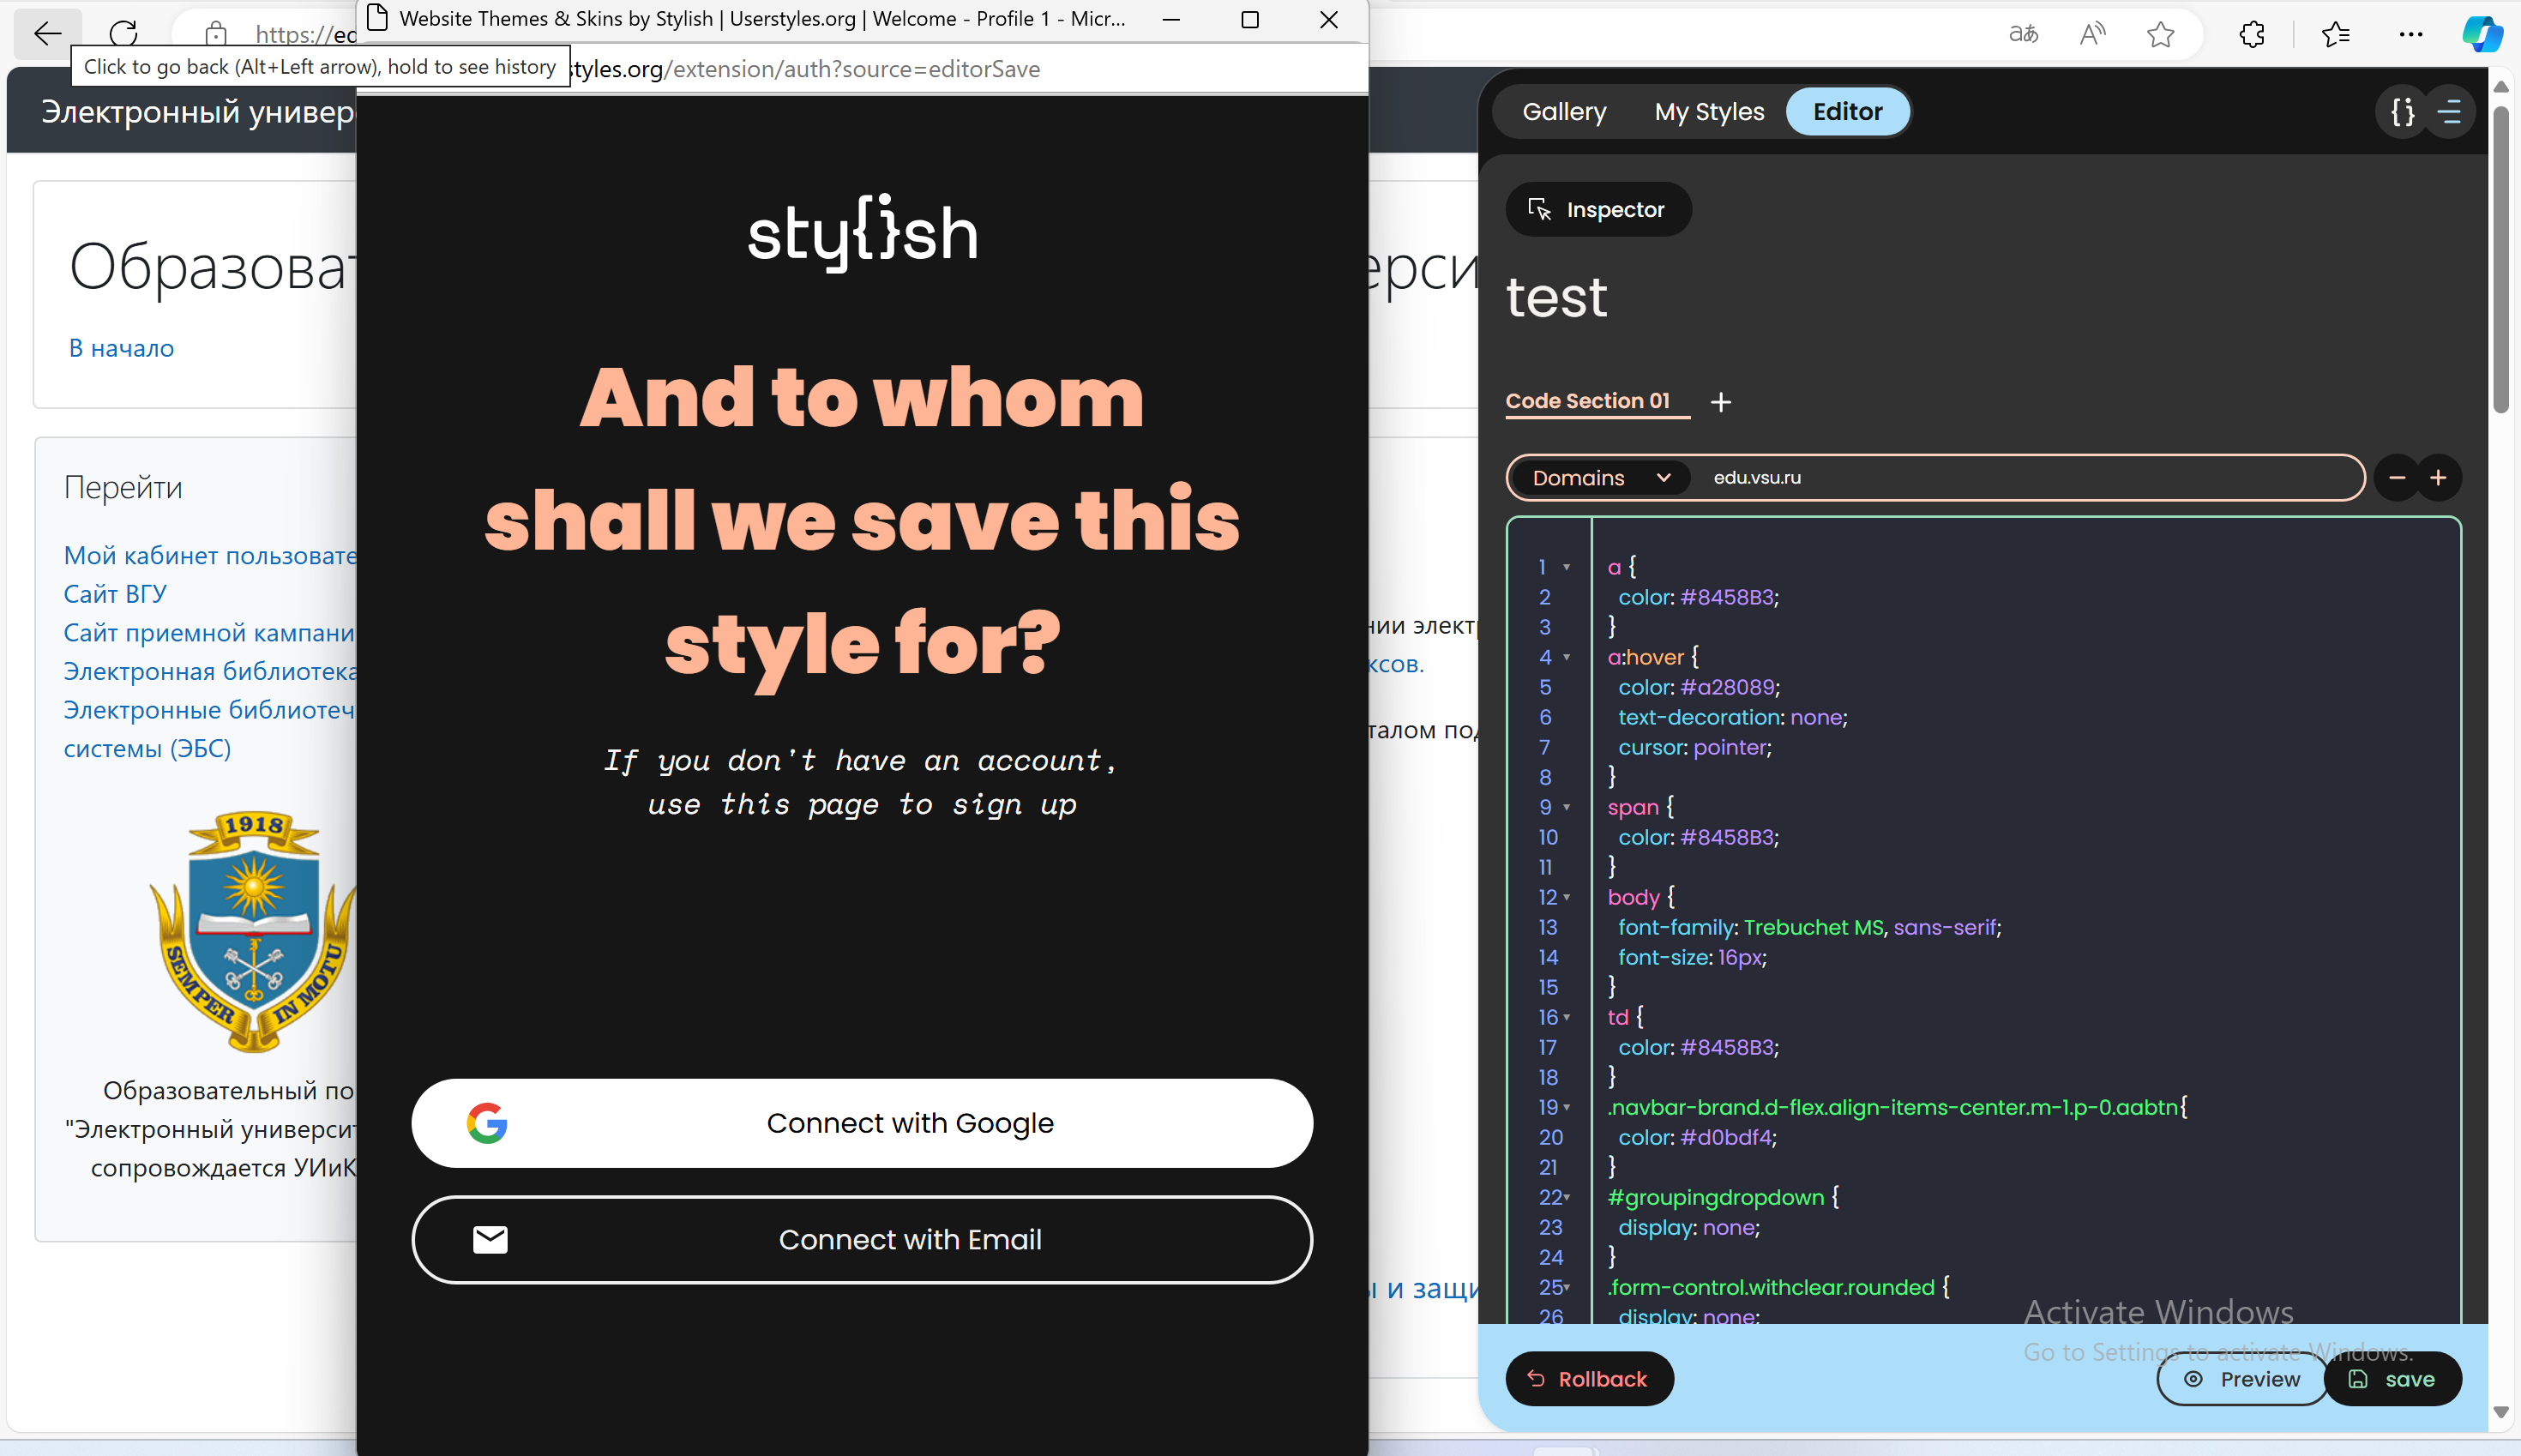 Website Themes & Skins by Stylish | Userstyles.org | Welcome - Profile 1 - Micr...
https://ed
Click to go back (Alt+Left arrow), hold to see history
styles.org/extension/auth?source=editorSave
Электронный универ
Образоват
В начало
Перейти
Мой кабинет пользовате
Сайт ВГУ
Сайт приемной кампани
Электронная библиотека
Электронные библиотеч
системы (ЭБС)
1918
SEMPER IN MOTU
Образовательный по
"Электронный университ
сопровождается УИиК
stylish
And to whom
shall we save this
style for?
If you don't have an account,
use this page to sign up
Connect with Google
Connect with Email
ерси
нии электр
ксов.
талом под
ы и защи
Gallery
My Styles
Editor
Inspector
test
Code Section 01
Domains
edu.vsu.ru
1 a {
2 color: #8458B3;
3 }
4 a:hover {
5 color: #a28089;
6 text-decoration: none;
7 cursor: pointer;
8 }
9 span {
10 color: #8458B3;
11 }
12 body {
13 font-family: Trebuchet MS, sans-serif;
14 font-size: 16px;
15 }
16 td {
17 color: #8458B3;
18 }
19 .navbar-brand.d-flex.align-items-center.m-1.p-0.aabtn{
20 color: #d0bdf4;
21 }
22 #groupingdropdown {
23 display: none;
24 }
25 .form-control.withclear.rounded {
26 display: none;
Activate Windows
Go to Settings to activate Windows.
Rollback
Preview
save